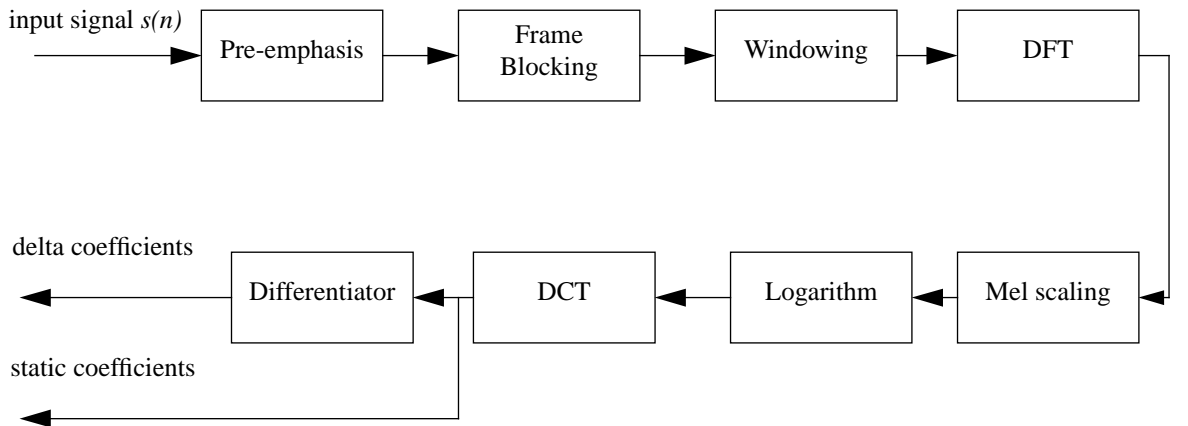 input signal s(n)
Pre-emphasis
Frame
Blocking
Windowing
DFT
delta coefficients
Differentiator
DCT
Logarithm
Mel scaling
static coefficients